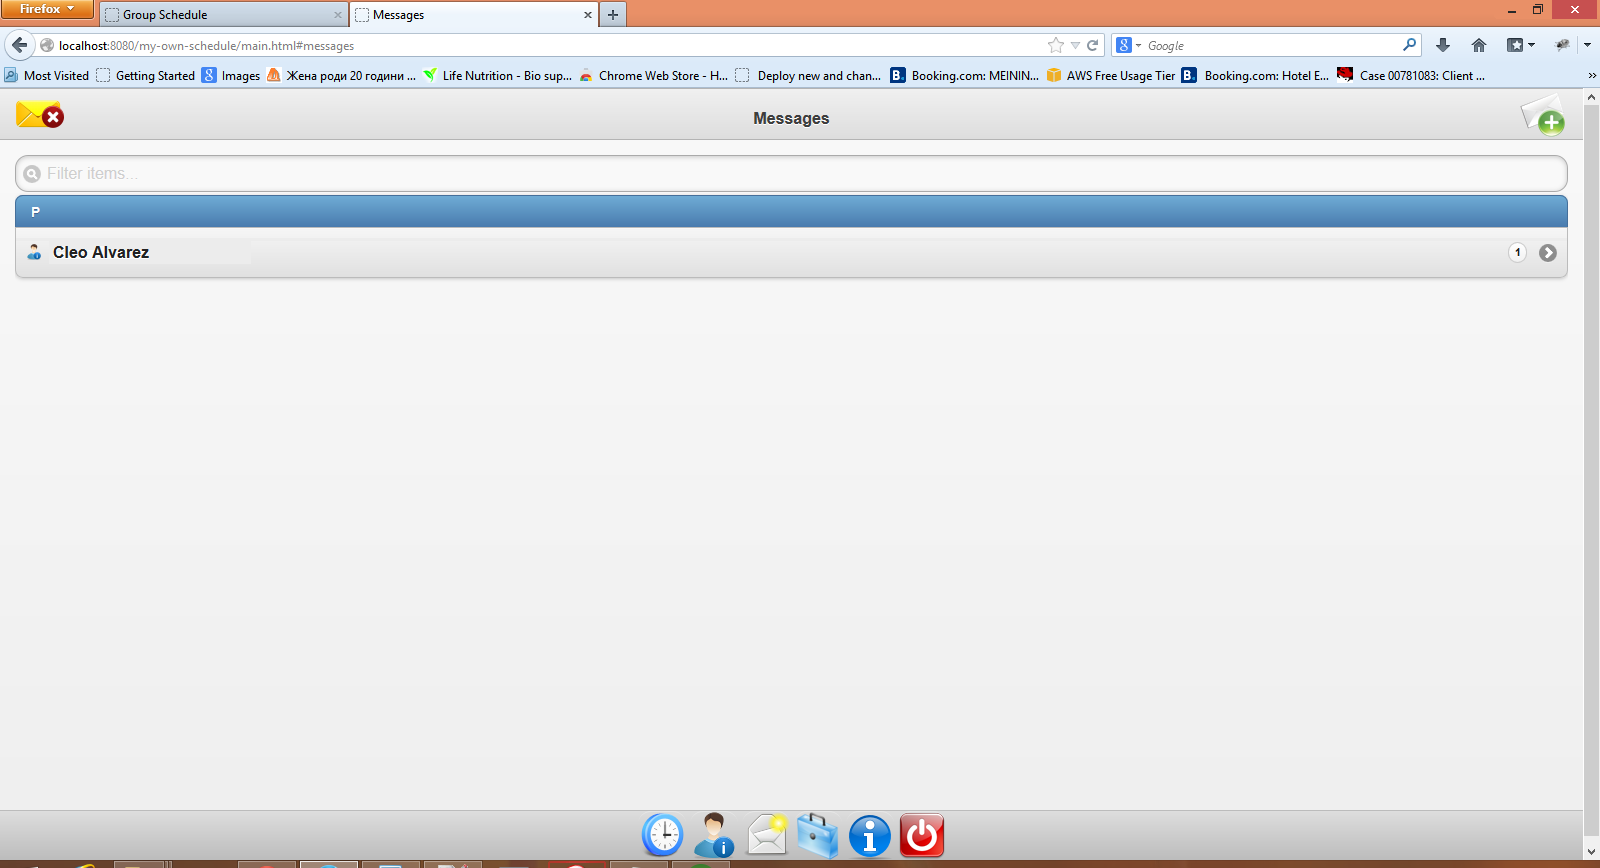 Firefox
Group Schedule
Messages
localhost:8080/my-own-schedule/main.html#messages
Google
Most Visited
Getting Started
Images
Жена роди 20 години ...
Life Nutrition - Bio sup...
Chrome Web Store - H...
Deploy new and chan...
B. Booking.com: MEININ...
AWS Free Usage Tier
B. Booking.com: Hotel E...
Case 00781083: Client ...
Messages
Filter items...
P
Cleo Alvarez
1